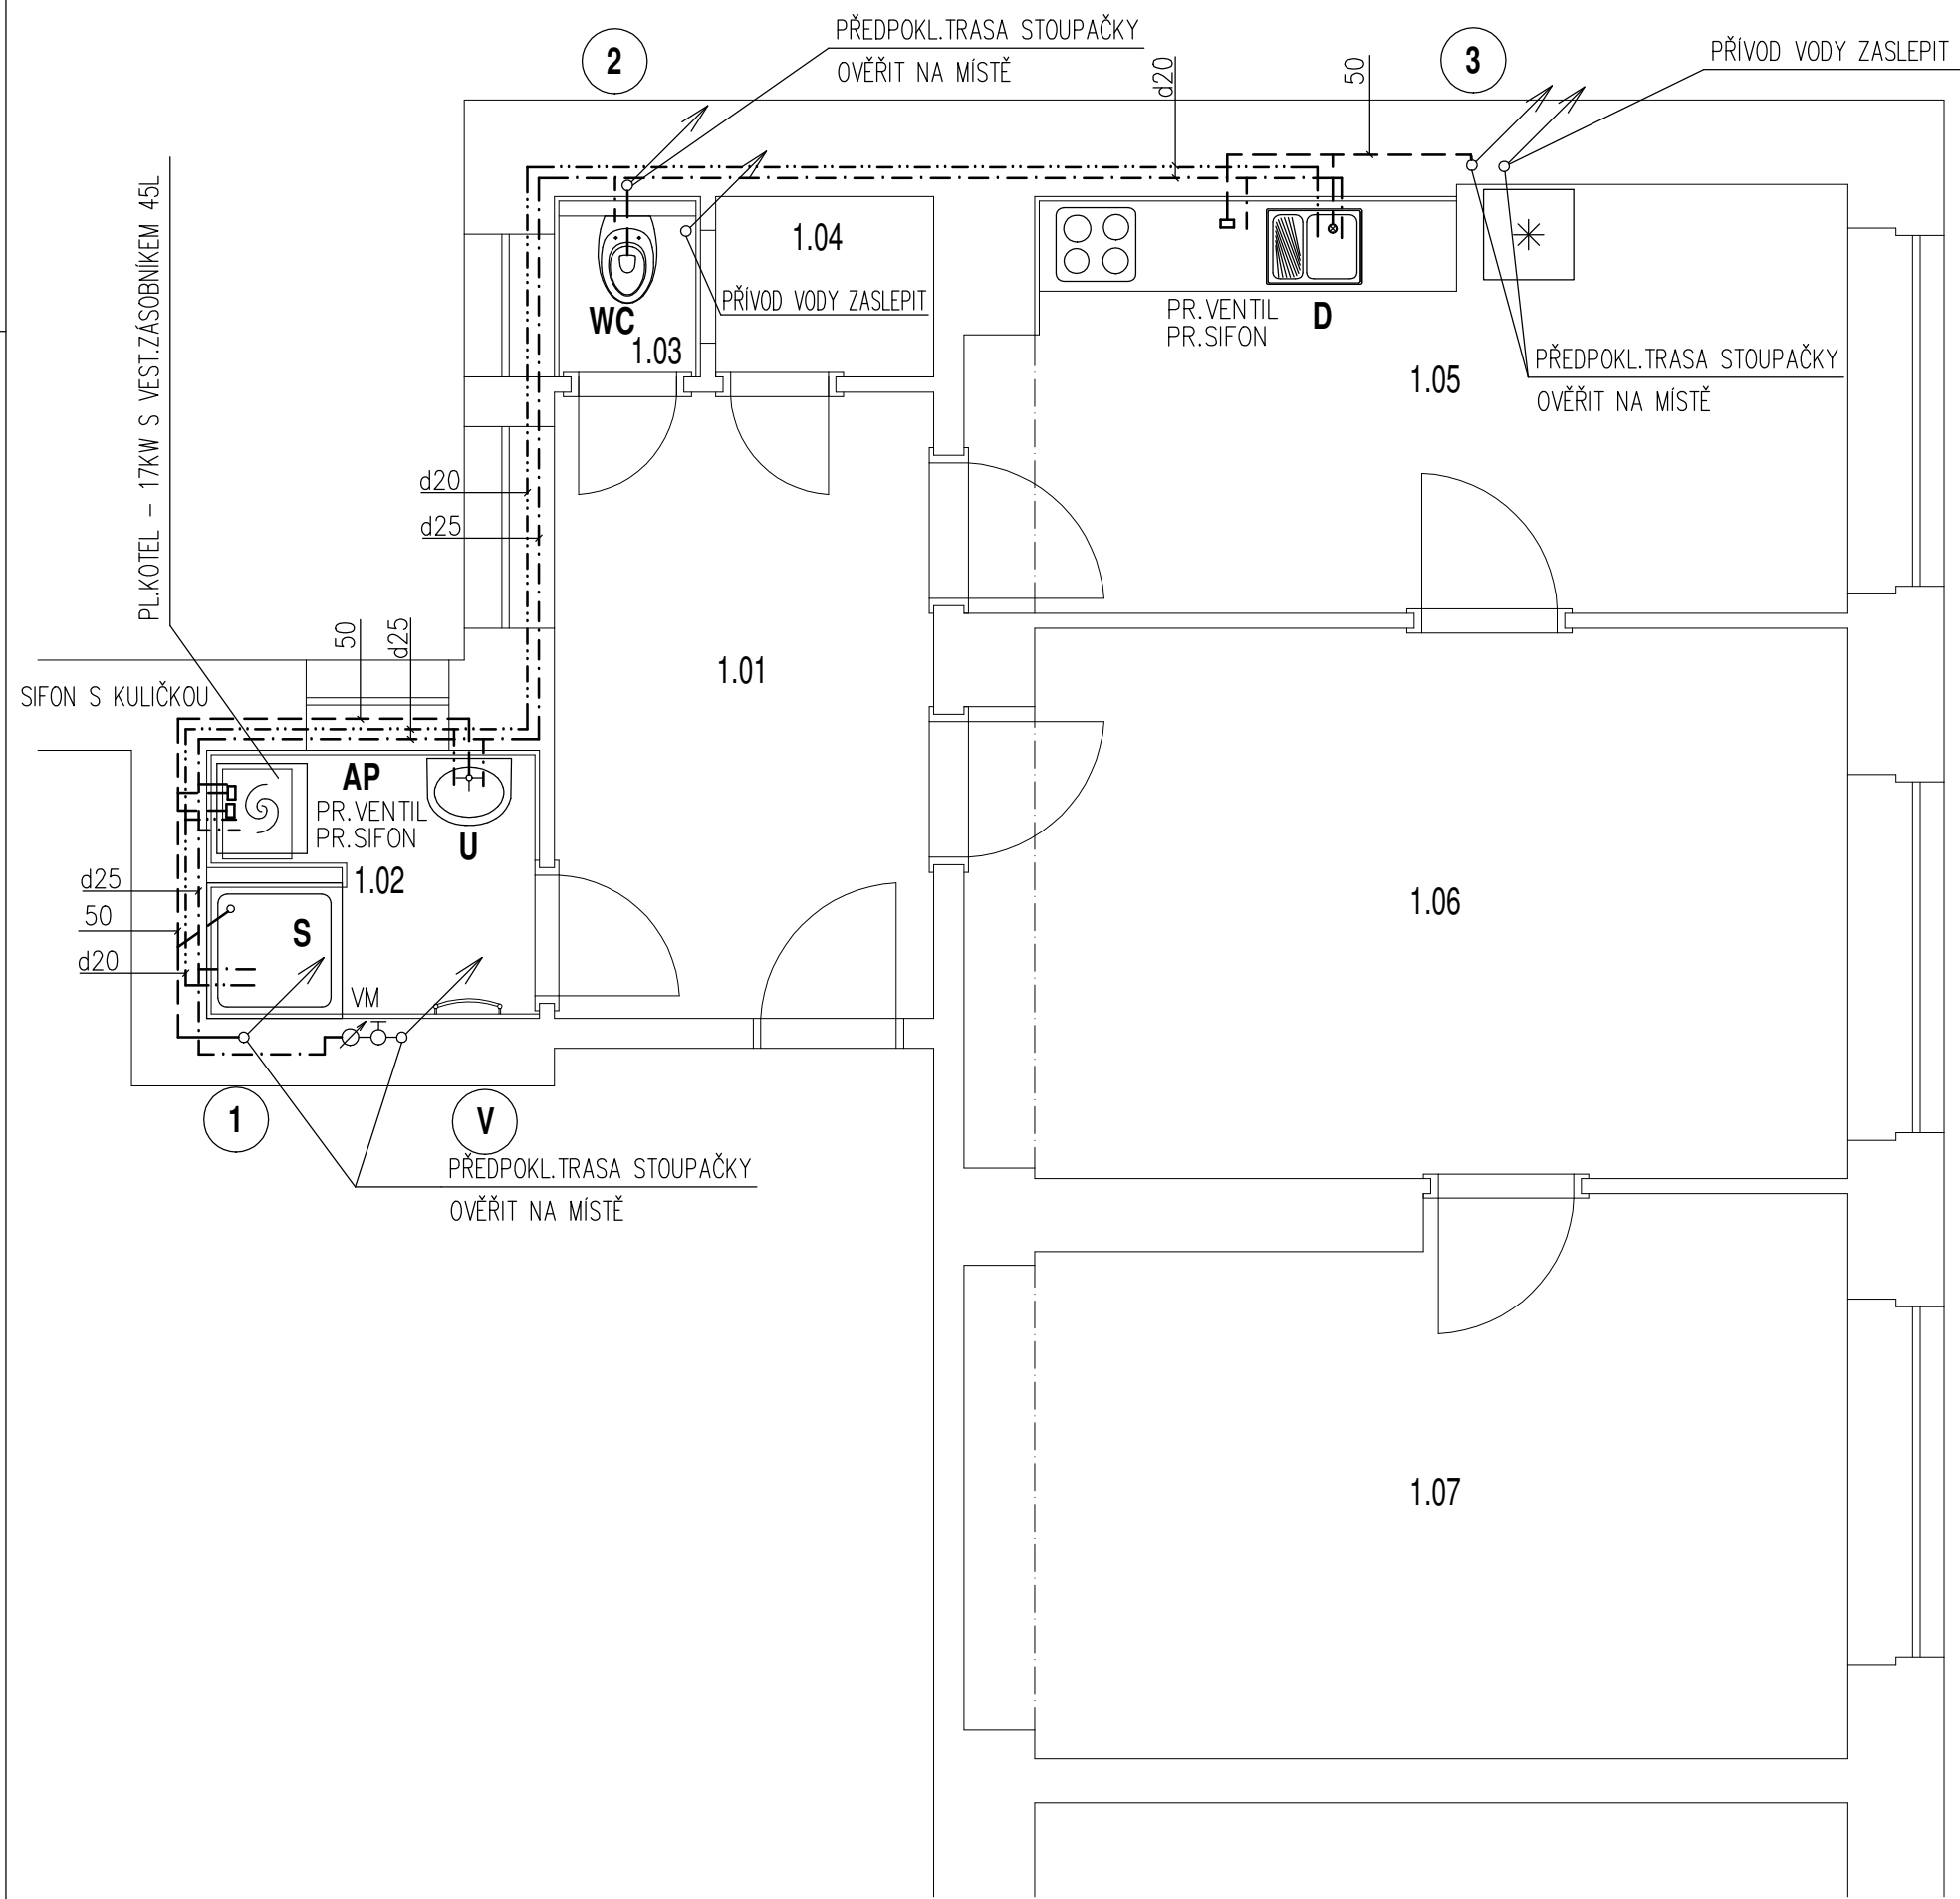 PŘEDPOKL.TRASA STOUPAČKY
OVĚŘIT NA MÍSTĚ
2
3
PŘÍVOD VODY ZASLEPIT
d20
50
PL.KOTEL – 17KW S VEST.ZÁSOBNÍKEM 45L
1.04
PŘÍVOD VODY ZASLEPIT
WC
1.03
PR.VENTIL
PR.SIFON
D
1.05
PŘEDPOKL.TRASA STOUPAČKY
OVĚŘIT NA MÍSTĚ
d20
d25
50
d25
1.01
SIFON S KULIČKOU
AP
PR.VENTIL
PR.SIFON
U
1.02
d25
50
d20
S
VM
1.06
1
V
PŘEDPOKL.TRASA STOUPAČKY
OVĚŘIT NA MÍSTĚ
1.07